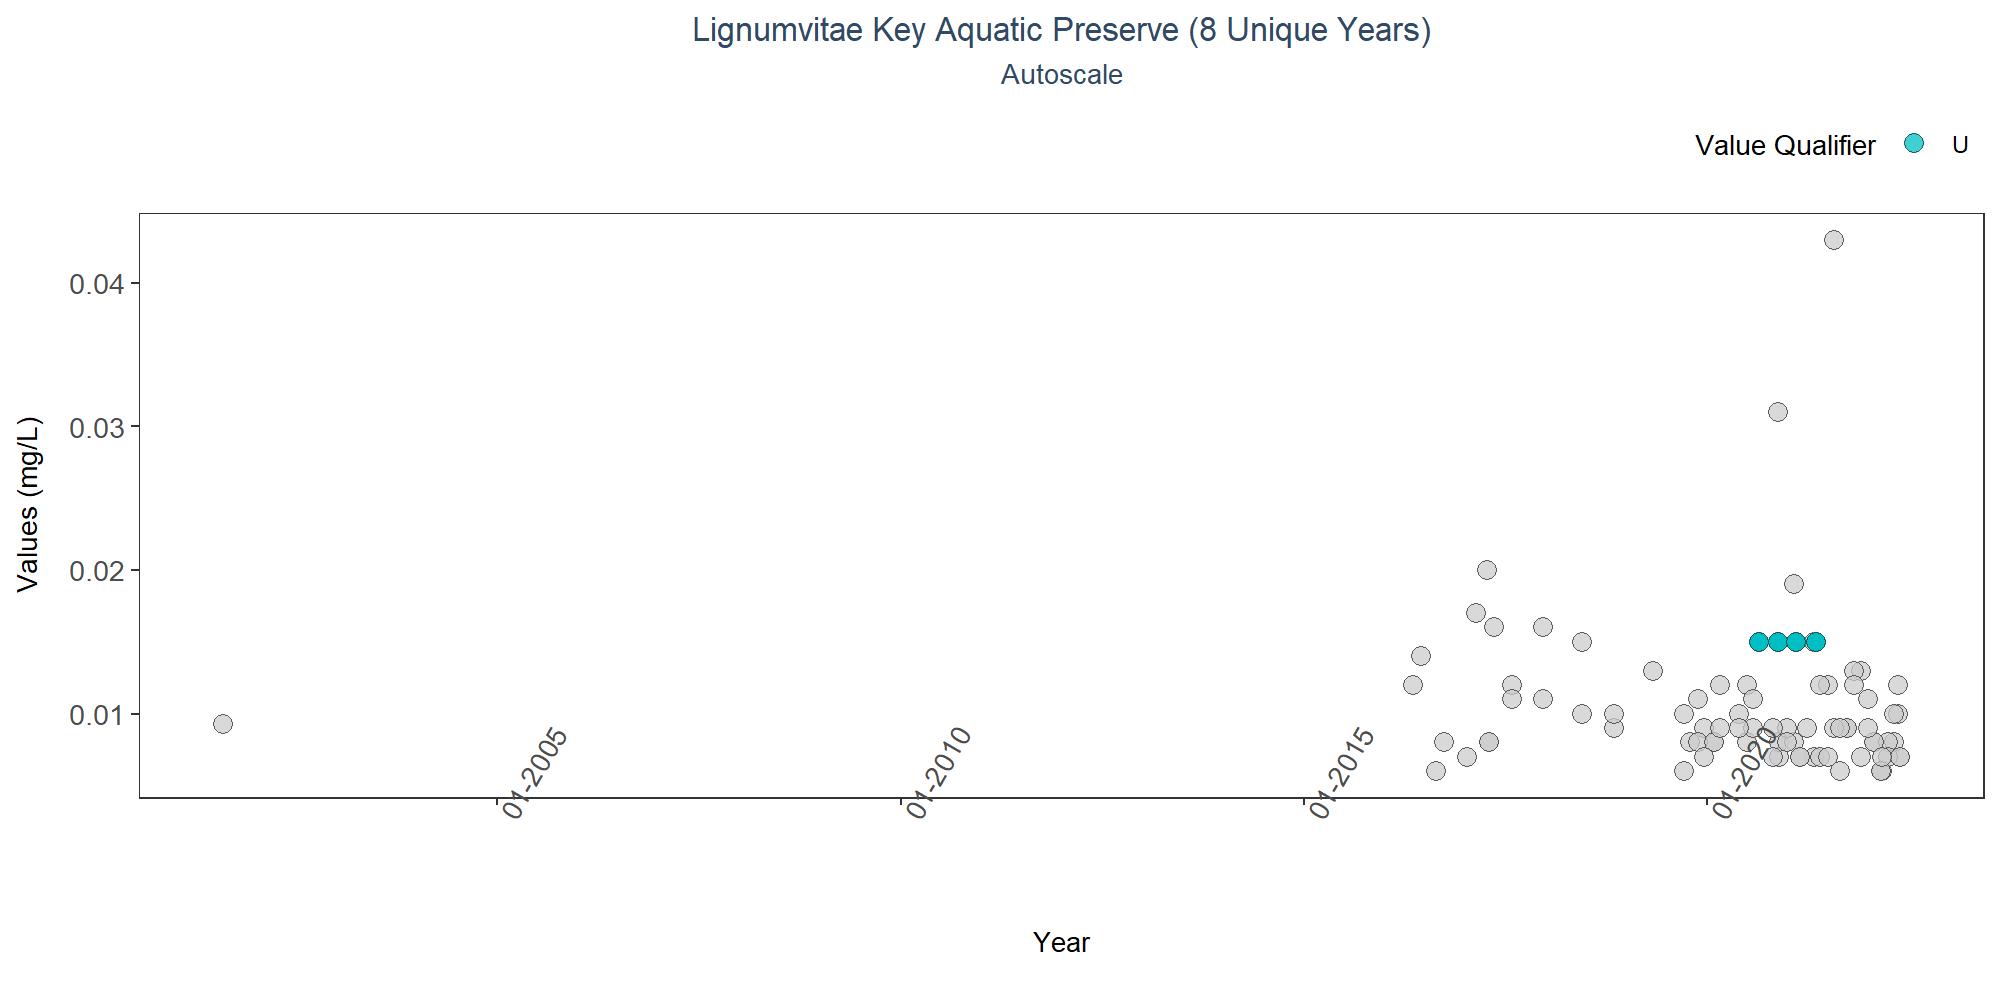 Lignumvitae Key Aquatic Preserve (8 Unique Years)
Autoscale
Value Qualifier U
Values (mg/L)
0.04
0.03
0.02
0.01
01-2005 01-2010 01-2015 01-2020
Year